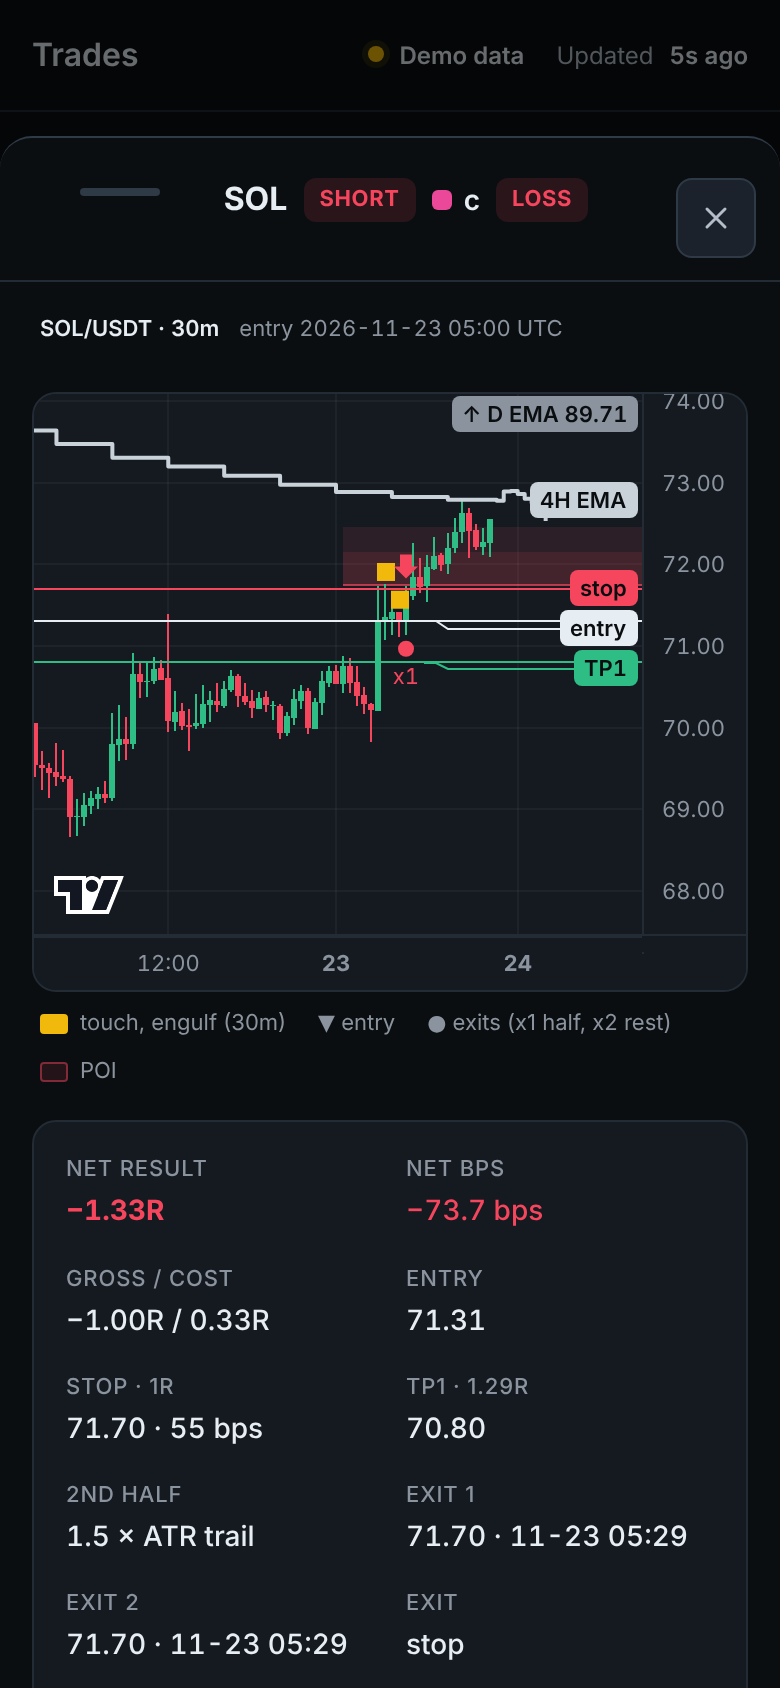 Trades
Demo data Updated 5s ago
SOL SHORT c LOSS
SOL/USDT · 30m entry 2026-11-23 05:00 UTC
74.00
↑ D EMA 89.71
73.00
4H EMA
72.00
stop
entry
71.00
TP1
x1
70.00
69.00
68.00
12:00 23 24
touch, engulf (30m) ▼ entry ● exits (x1 half, x2 rest)
POI
NET RESULT NET BPS
−1.33R −73.7 bps
GROSS / COST ENTRY
−1.00R / 0.33R 71.31
STOP · 1R TP1 · 1.29R
71.70 · 55 bps 70.80
2ND HALF EXIT 1
1.5 × ATR trail 71.70 · 11-23 05:29
EXIT 2 EXIT
71.70 · 11-23 05:29 stop